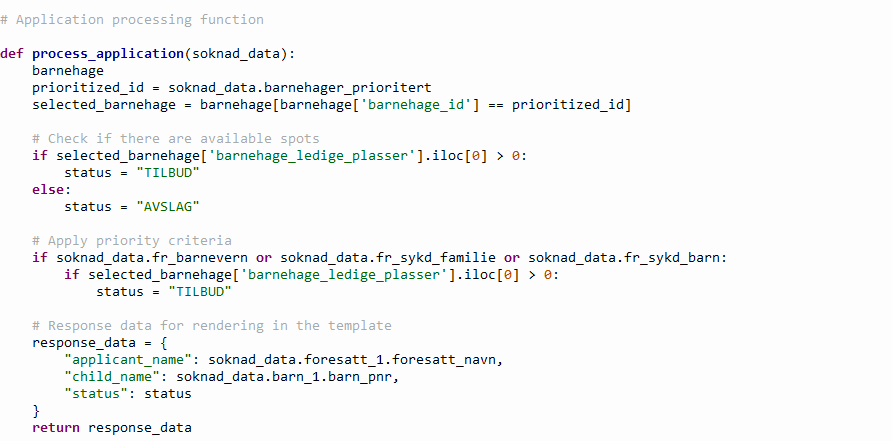 # Application processing function
def process_application(soknad_data):
    barnehage
    prioritized_id = soknad_data.barnehager_prioritert
    selected_barnehage = barnehage[barnehage['barnehage_id'] == prioritized_id]
    # Check if there are available spots
    if selected_barnehage['barnehage_ledige_plasser'].iloc[0] > 0:
        status = "TILBUD"
    else:
        status = "AVSLAG"
    # Apply priority criteria
    if soknad_data.fr_barnevern or soknad_data.fr_sykd_familie or soknad_data.fr_sykd_barn:
        if selected_barnehage['barnehage_ledige_plasser'].iloc[0] > 0:
            status = "TILBUD"
    # Response data for rendering in the template
    response_data = {
        "applicant_name": soknad_data.foresatt_1.foresatt_navn,
        "child_name": soknad_data.barn_1.barn_pnr,
        "status": status
    }
    return response_data